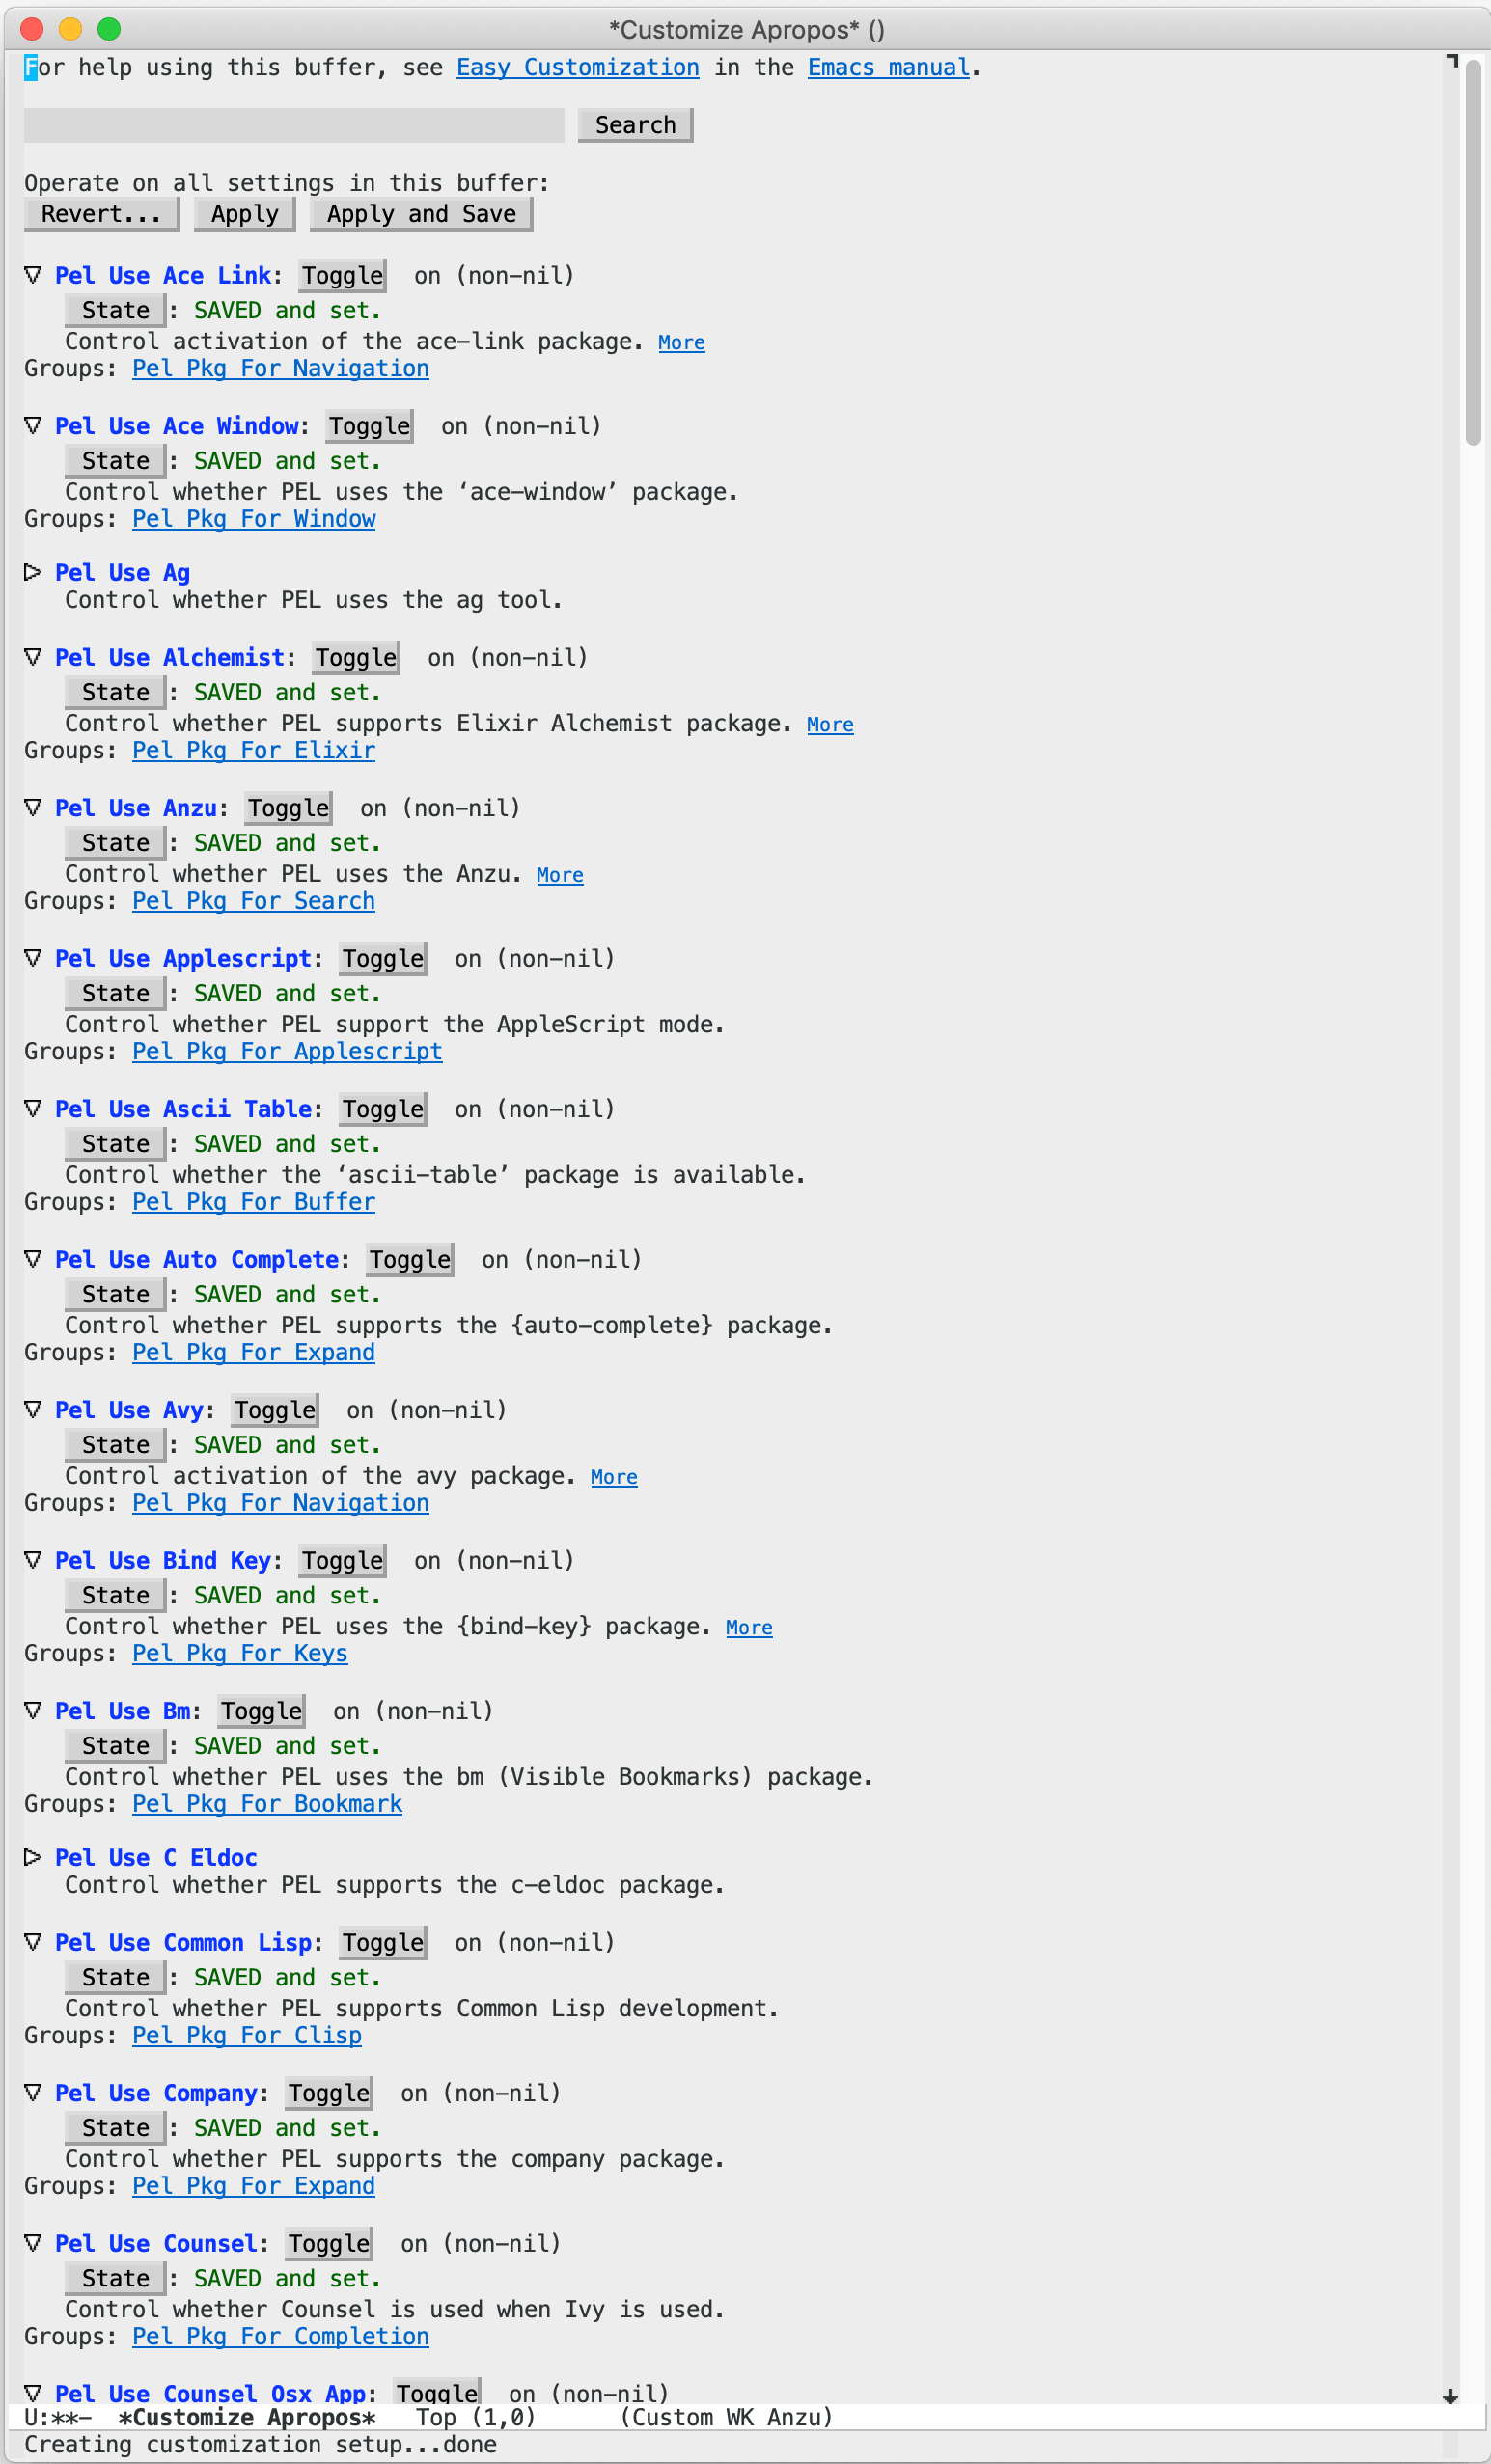 *Customize Apropos* ()
For help using this buffer, see Easy Customization in the Emacs manual.
Search
Operate on all settings in this buffer:
Revert... Apply Apply and Save
▽ Pel Use Ace Link: Toggle on (non-nil)
State : SAVED and set.
Control activation of the ace-link package. More
Groups: Pel Pkg For Navigation
▽ Pel Use Ace Window: Toggle on (non-nil)
State : SAVED and set.
Control whether PEL uses the ‘ace-window’ package.
Groups: Pel Pkg For Window
▷ Pel Use Ag
Control whether PEL uses the ag tool.
▽ Pel Use Alchemist: Toggle on (non-nil)
State : SAVED and set.
Control whether PEL supports Elixir Alchemist package. More
Groups: Pel Pkg For Elixir
▽ Pel Use Anzu: Toggle on (non-nil)
State : SAVED and set.
Control whether PEL uses the Anzu. More
Groups: Pel Pkg For Search
▽ Pel Use Applescript: Toggle on (non-nil)
State : SAVED and set.
Control whether PEL support the AppleScript mode.
Groups: Pel Pkg For Applescript
▽ Pel Use Ascii Table: Toggle on (non-nil)
State : SAVED and set.
Control whether the ‘ascii-table’ package is available.
Groups: Pel Pkg For Buffer
▽ Pel Use Auto Complete: Toggle on (non-nil)
State : SAVED and set.
Control whether PEL supports the {auto-complete} package.
Groups: Pel Pkg For Expand
▽ Pel Use Avy: Toggle on (non-nil)
State : SAVED and set.
Control activation of the avy package. More
Groups: Pel Pkg For Navigation
▽ Pel Use Bind Key: Toggle on (non-nil)
State : SAVED and set.
Control whether PEL uses the {bind-key} package. More
Groups: Pel Pkg For Keys
▽ Pel Use Bm: Toggle on (non-nil)
State : SAVED and set.
Control whether PEL uses the bm (Visible Bookmarks) package.
Groups: Pel Pkg For Bookmark
▷ Pel Use C Eldoc
Control whether PEL supports the c-eldoc package.
▽ Pel Use Common Lisp: Toggle on (non-nil)
State : SAVED and set.
Control whether PEL supports Common Lisp development.
Groups: Pel Pkg For Clisp
▽ Pel Use Company: Toggle on (non-nil)
State : SAVED and set.
Control whether PEL supports the company package.
Groups: Pel Pkg For Expand
▽ Pel Use Counsel: Toggle on (non-nil)
State : SAVED and set.
Control whether Counsel is used when Ivy is used.
Groups: Pel Pkg For Completion
▽ Pel Use Counsel Osx App: Toggle on (non-nil)
U:**- *Customize Apropos* Top (1,0) (Custom WK Anzu)
Creating customization setup...done